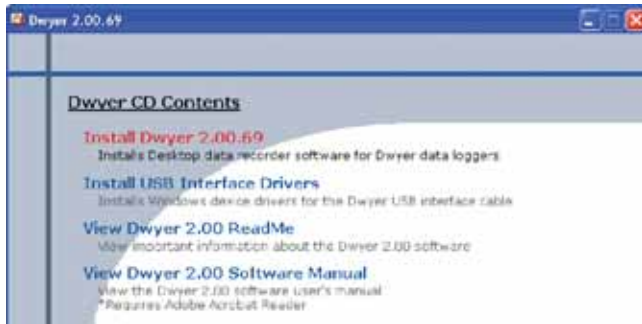 Dwyer 2.00.69
Dwyer CD Contents
Install Dwyer 2.00.69
Installs Desktop data recorder software for Dwyer data loggers
Install USB Interface Drivers
Installs Windows device drivers for the Dwyer USB interface cable
View Dwyer 2.00 ReadMe
View important information about the Dwyer 2.00 software
View Dwyer 2.00 Software Manual
View the Dwyer 2.00 software user's manual
*Requires Adobe Acrobat Reader